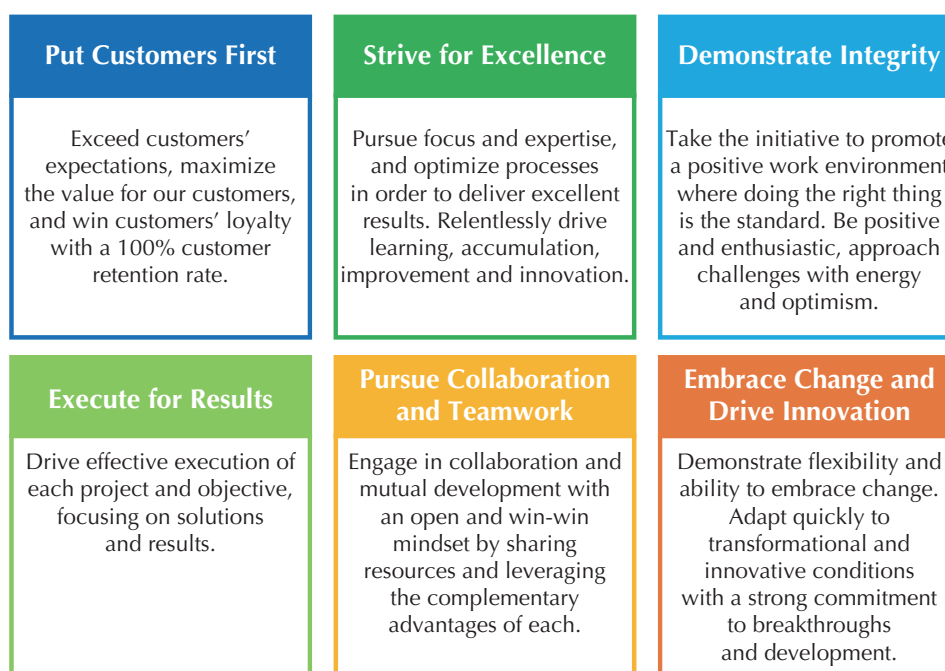 Put Customers First
Exceed customers'
expectations, maximize
the value for our customers,
and win customers' loyalty
with a 100% customer
retention rate.
Strive for Excellence
Pursue focus and expertise,
and optimize processes
in order to deliver excellent
results. Relentlessly drive
learning, accumulation,
improvement and innovation.
Demonstrate Integrity
Take the initiative to promote
a positive work environment
where doing the right thing
is the standard. Be positive
and enthusiastic, approach
challenges with energy
and optimism.
Execute for Results
Drive effective execution of
each project and objective,
focusing on solutions
and results.
Pursue Collaboration
and Teamwork
Engage in collaboration and
mutual development with
an open and win-win
mindset by sharing
resources and leveraging
the complementary
advantages of each.
Embrace Change and
Drive Innovation
Demonstrate flexibility and
ability to embrace change.
Adapt quickly to
transformational and
innovative conditions
with a strong commitment
to breakthroughs
and development.